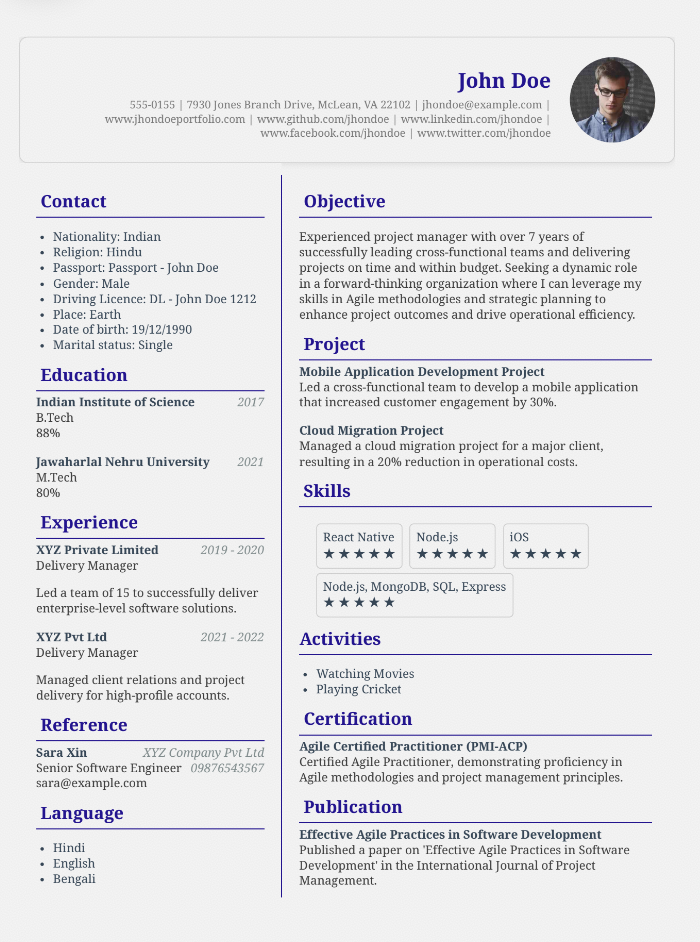 John Doe
555-0155 | 7930 Jones Branch Drive, McLean, VA 22102 | jhondoe@example.com |
www.jhondoeportfolio.com | www.github.com/jhondoe | www.linkedin.com/jhondoe |
www.facebook.com/jhondoe | www.twitter.com/jhondoe
Contact
• Nationality: Indian
• Religion: Hindu
• Passport: Passport - John Doe
• Gender: Male
• Driving Licence: DL - John Doe 1212
• Place: Earth
• Date of birth: 19/12/1990
• Marital status: Single
Education
Indian Institute of Science 2017
B.Tech
88%
Jawaharlal Nehru University 2021
M.Tech
80%
Experience
XYZ Private Limited 2019 - 2020
Delivery Manager
Led a team of 15 to successfully deliver
enterprise-level software solutions.
XYZ Pvt Ltd 2021 - 2022
Delivery Manager
Managed client relations and project
delivery for high-profile accounts.
Reference
Sara Xin XYZ Company Pvt Ltd
Senior Software Engineer 09876543567
sara@example.com
Language
• Hindi
• English
• Bengali
Objective
Experienced project manager with over 7 years of
successfully leading cross-functional teams and delivering
projects on time and within budget. Seeking a dynamic role
in a forward-thinking organization where I can leverage my
skills in Agile methodologies and strategic planning to
enhance project outcomes and drive operational efficiency.
Project
Mobile Application Development Project
Led a cross-functional team to develop a mobile application
that increased customer engagement by 30%.
Cloud Migration Project
Managed a cloud migration project for a major client,
resulting in a 20% reduction in operational costs.
Skills
React Native Node.js iOS
★★★★★ ★★★★★ ★★★★★
Node.js, MongoDB, SQL, Express
★★★★★
Activities
• Watching Movies
• Playing Cricket
Certification
Agile Certified Practitioner (PMI-ACP)
Certified Agile Practitioner, demonstrating proficiency in
Agile methodologies and project management principles.
Publication
Effective Agile Practices in Software Development
Published a paper on 'Effective Agile Practices in Software
Development' in the International Journal of Project
Management.